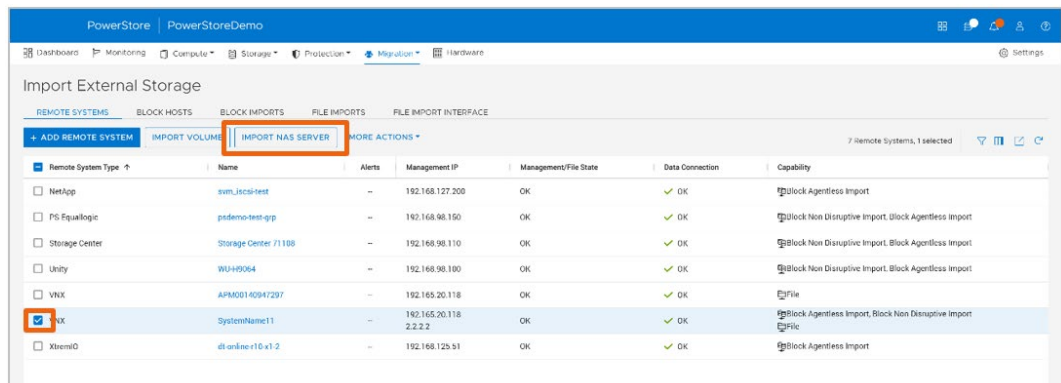 PowerStore | PowerStoreDemo
Dashboard Monitoring Compute Storage Protection Migration Hardware Settings
Import External Storage
REMOTE SYSTEMS BLOCK HOSTS BLOCK IMPORTS FILE IMPORTS FILE IMPORT INTERFACE
+ ADD REMOTE SYSTEM IMPORT VOLUME IMPORT NAS SERVER MORE ACTIONS 7 Remote Systems, 1 selected
Remote System Type ↑ Name Alerts Management IP Management/File State Data Connection Capability
NetApp svm_iscsi-test -- 192.168.127.200 OK OK Block Agentless Import
PS Equallogic psdemo-test-grp -- 192.168.98.150 OK OK Block Non Disruptive Import, Block Agentless Import
Storage Center Storage Center 71108 -- 192.168.98.110 OK OK Block Non Disruptive Import, Block Agentless Import
Unity WU-H9064 -- 192.168.98.100 OK OK Block Non Disruptive Import, Block Agentless Import
VNX APM00140947297 -- 192.165.20.118 OK OK File
VNX SystemName11 -- 192.165.20.118 OK OK Block Agentless Import, Block Non Disruptive Import
2.2.2.2 File
XtremIO dt-online-r10-x1-2 -- 192.168.125.51 OK OK Block Agentless Import